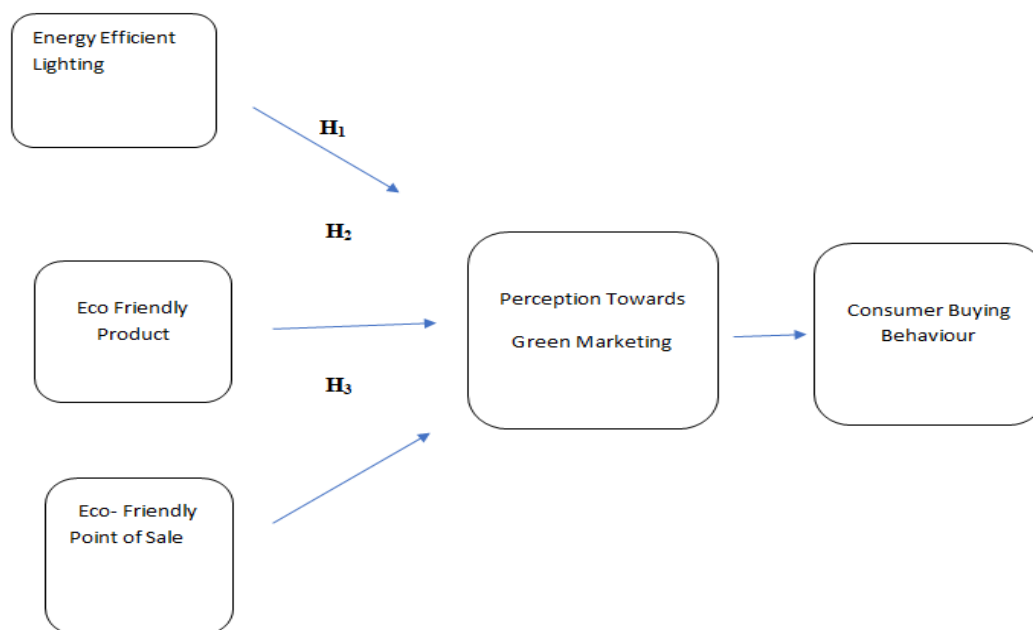 Energy Efficient
Lighting
H₁
H₂
Eco Friendly
Product
Perception Towards
Green Marketing
Consumer Buying
Behaviour
H₃
Eco- Friendly
Point of Sale